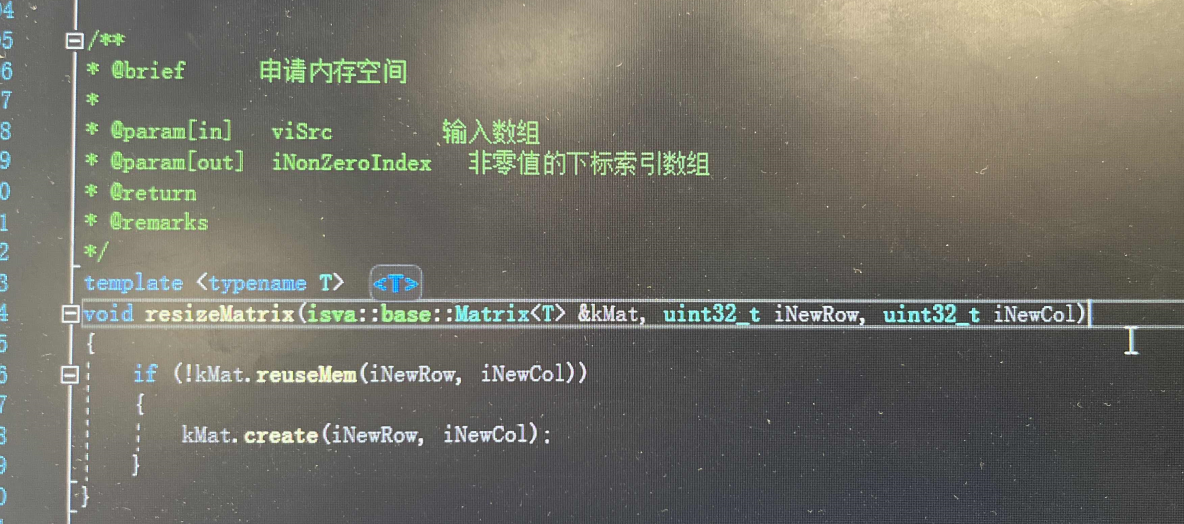 04
05 /**
06 * @brief 申请内存空间
7 *
8 * @param[in] viSrc 输入数组
9 * @param[out] iNonZeroIndex 非零值的下标索引数组
0 * @return
1 * @remarks
2 */
3 template <typename T> <T>
4 void resizeMatrix(isva::base::Matrix<T> &kMat, uint32_t iNewRow, uint32_t iNewCol)
5 {
6 if (!kMat.reuseMem(iNewRow, iNewCol))
7 {
8 kMat.create(iNewRow, iNewCol);
9 }
0 }